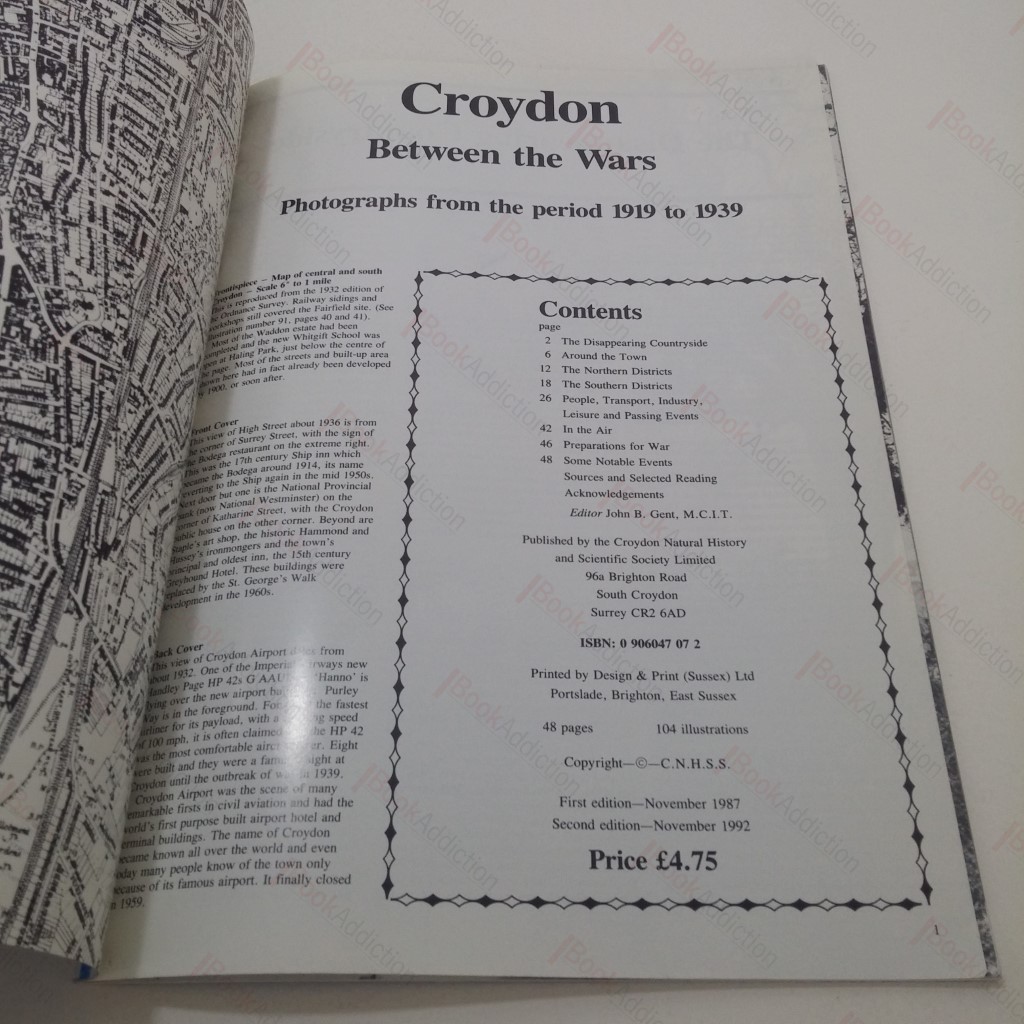 Croydon
Between the Wars
Photographs from the period 1919 to 1939
Frontispiece — Map of central and south
Croydon — Scale 6" to 1 mile
This is reproduced from the 1932 edition of
the Ordnance Survey. Railway sidings and
workshops still covered the Fairfield site. (See
illustration number 91, pages 40 and 41).
Most of the Waddon estate had been
completed and the new Whitgift School was
open at Haling Park, just below the centre of
the page. Most of the streets and built-up area
shown here had in fact already been developed
by 1900, or soon after.
Front Cover
This view of High Street about 1936 is from
the corner of Surrey Street, with the sign of
the Bodega restaurant on the extreme right.
This was the 17th century Ship inn which
became the Bodega around 1914, its name
reverting to the Ship again in the mid 1950s.
Next door but one is the National Provincial
Bank (now National Westminster) on the
corner of Katharine Street, with the Croydon
public house on the other corner. Beyond are
Staple's art shop, the historic Hammond and
Hussey's ironmongers and the town's
principal and oldest inn, the 15th century
Greyhound Hotel. These buildings were
replaced by the St. George's Walk
development in the 1960s.
Back Cover
This view of Croydon Airport dates from
about 1932. One of the Imperial Airways new
Handley Page HP 42s G AAU 'Hanno' is
flying over the new airport Purley
Way is in the foreground. the fastest
airliner for its payload, with a speed
of 100 mph, it is often claimed the HP 42
was the most comfortable Eight
were built and they were a sight at
Croydon until the outbreak of war in 1939.
Croydon Airport was the scene of many
remarkable firsts in civil aviation and had the
world's first purpose built airport hotel and
terminal buildings. The name of Croydon
became known all over the world and even
today many people know of the town only
because of its famous airport. It finally closed
in 1959.
Contents
page
2 The Disappearing Countryside
6 Around the Town
12 The Northern Districts
18 The Southern Districts
26 People, Transport, Industry,
Leisure and Passing Events
42 In the Air
46 Preparations for War
48 Some Notable Events
Sources and Selected Reading
Acknowledgements
Editor John B. Gent, M.C.I.T.
Published by the Croydon Natural History
and Scientific Society Limited
96a Brighton Road
South Croydon
Surrey CR2 6AD
ISBN: 0 906047 07 2
Printed by Design & Print (Sussex) Ltd
Portslade, Brighton, East Sussex
48 pages 104 illustrations
Copyright—©—C.N.H.S.S.
First edition—November 1987
Second edition—November 1992
Price £4.75
1
BookAddiction